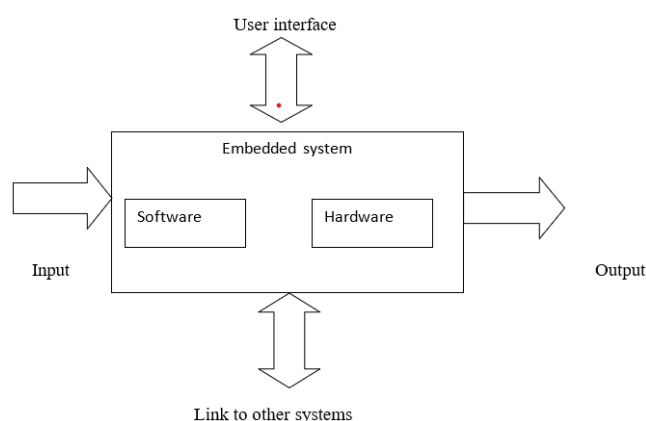 User interface
Embedded system
Software
Hardware
Input
Output
Link to other systems